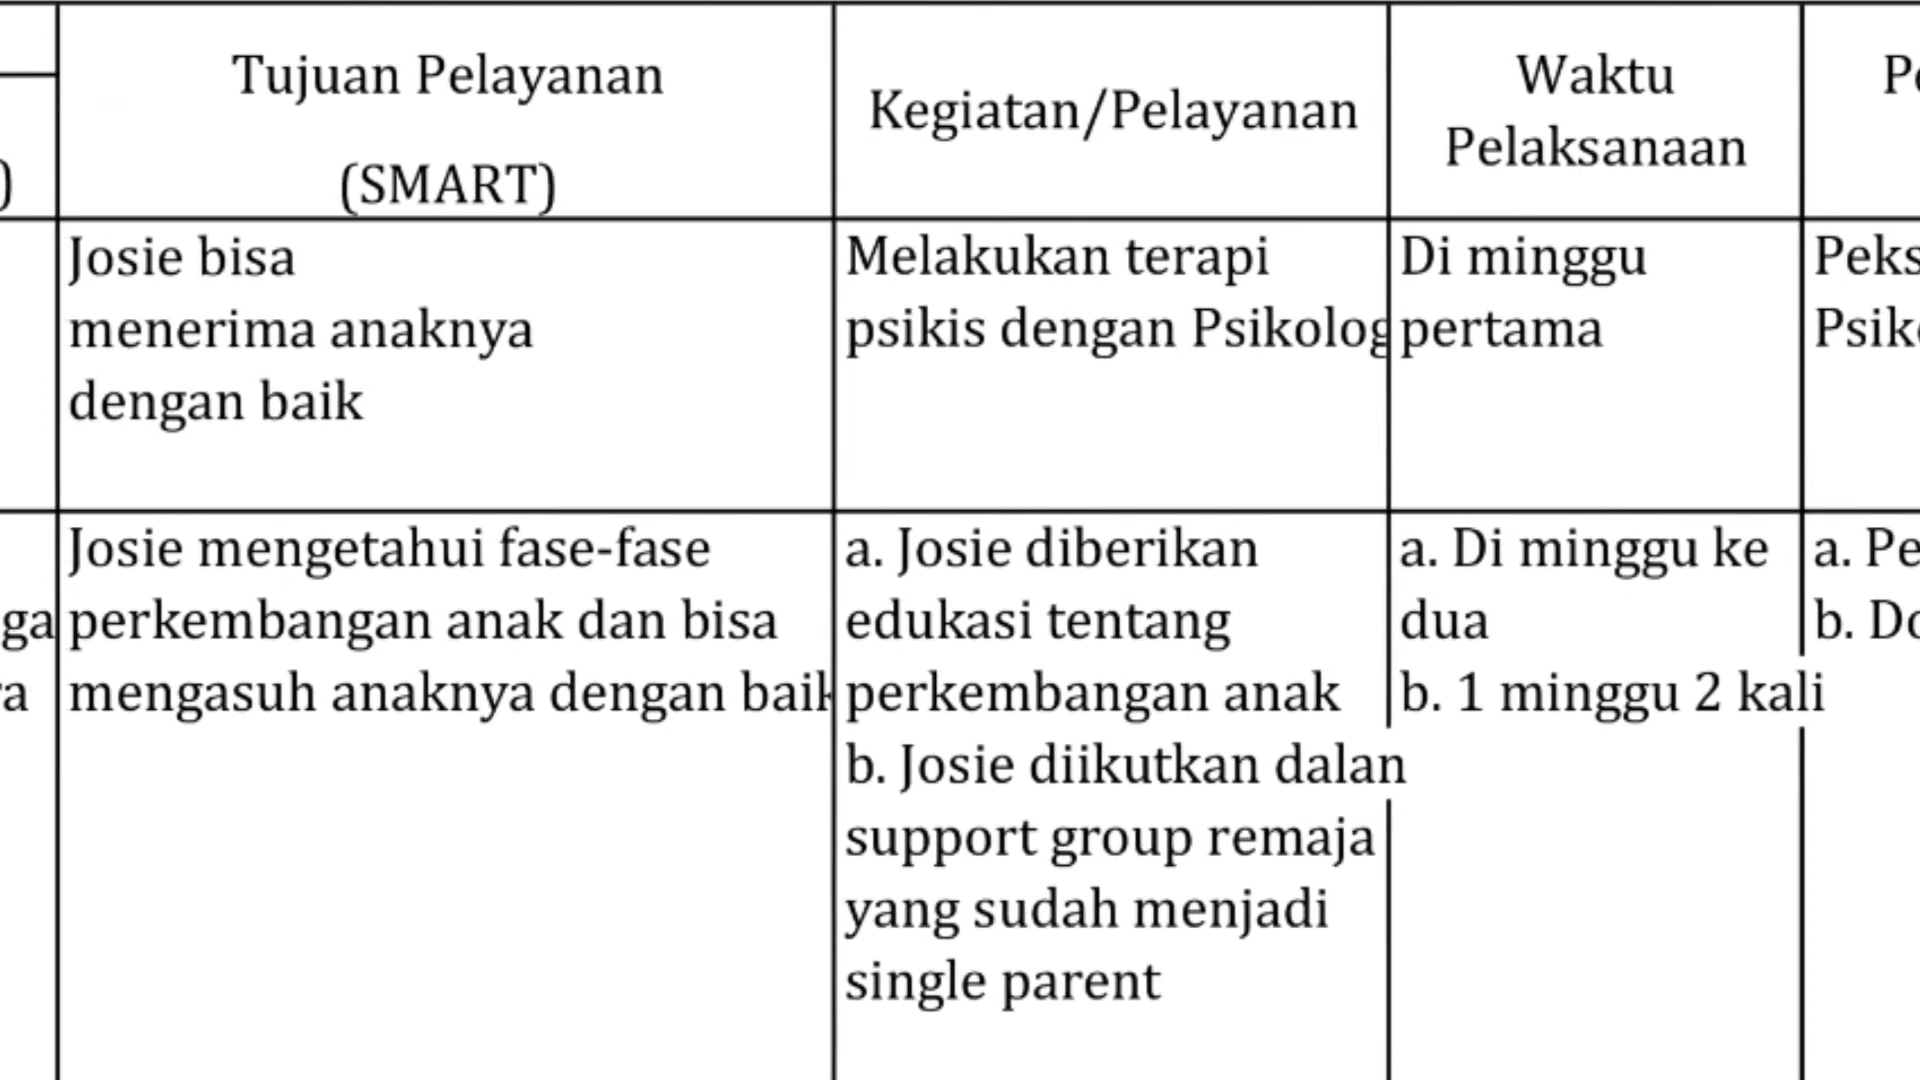 Tujuan Pelayanan
(SMART)
Kegiatan/Pelayanan
Waktu
Pelaksanaan
)
Josie bisa
menerima anaknya
dengan baik
Melakukan terapi
psikis dengan Psikolog
Di minggu
pertama
Josie mengetahui fase-fase
perkembangan anak dan bisa
mengasuh anaknya dengan baik
a. Josie diberikan
edukasi tentang
perkembangan anak
b. Josie diikutkan dalan
support group remaja
yang sudah menjadi
single parent
a. Di minggu ke
dua
b. 1 minggu 2 kali
a.
b.